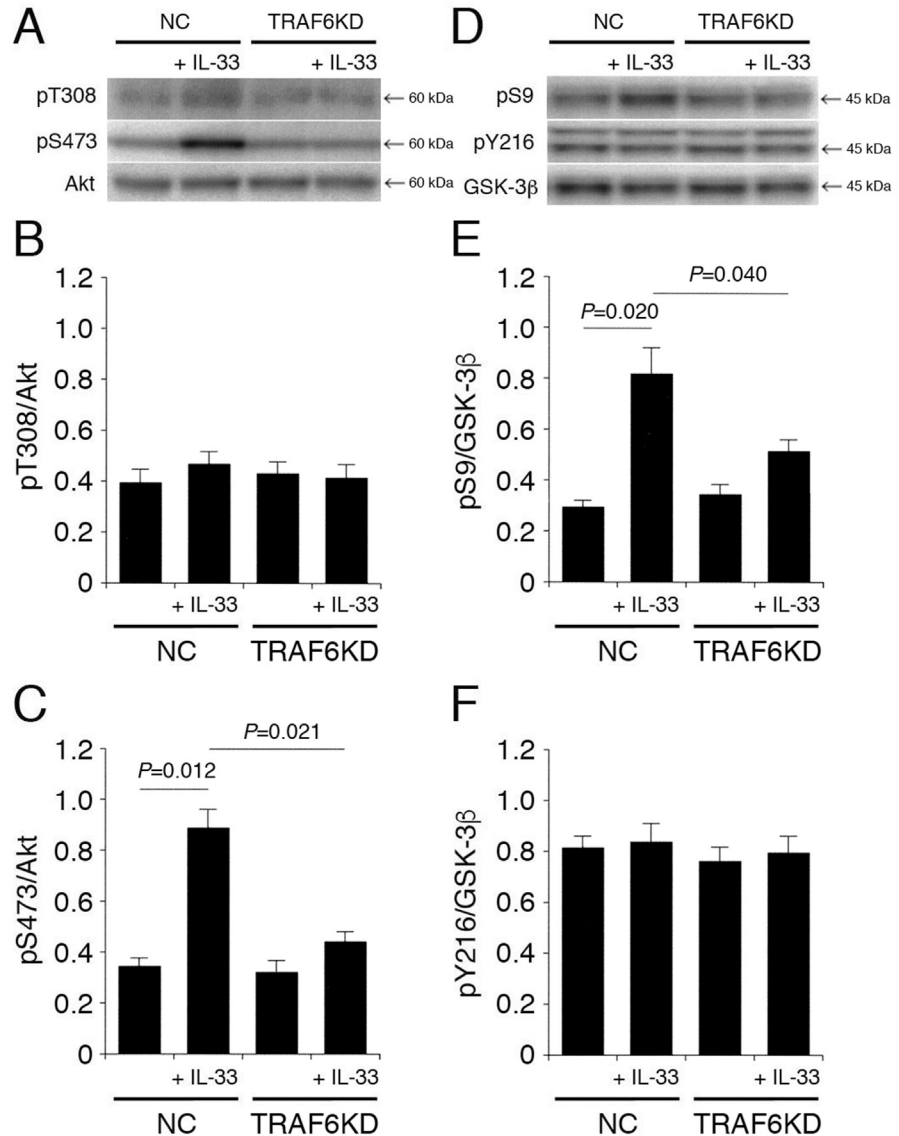 A
NC TRAF6KD
+ IL-33 + IL-33
pT308 ← 60 kDa
pS473 ← 60 kDa
Akt ← 60 kDa
D
NC TRAF6KD
+ IL-33 + IL-33
pS9 ← 45 kDa
pY216 ← 45 kDa
GSK-3β ← 45 kDa
B
pT308/Akt
1.2
1.0
0.8
0.6
0.4
0.2
0
+ IL-33 + IL-33
NC TRAF6KD
E
pS9/GSK-3β
1.2
1.0
0.8
0.6
0.4
0.2
0
P=0.040
P=0.020
+ IL-33 + IL-33
NC TRAF6KD
C
pS473/Akt
1.2
1.0
0.8
0.6
0.4
0.2
0
P=0.021
P=0.012
+ IL-33 + IL-33
NC TRAF6KD
F
pY216/GSK-3β
1.2
1.0
0.8
0.6
0.4
0.2
0
+ IL-33 + IL-33
NC TRAF6KD